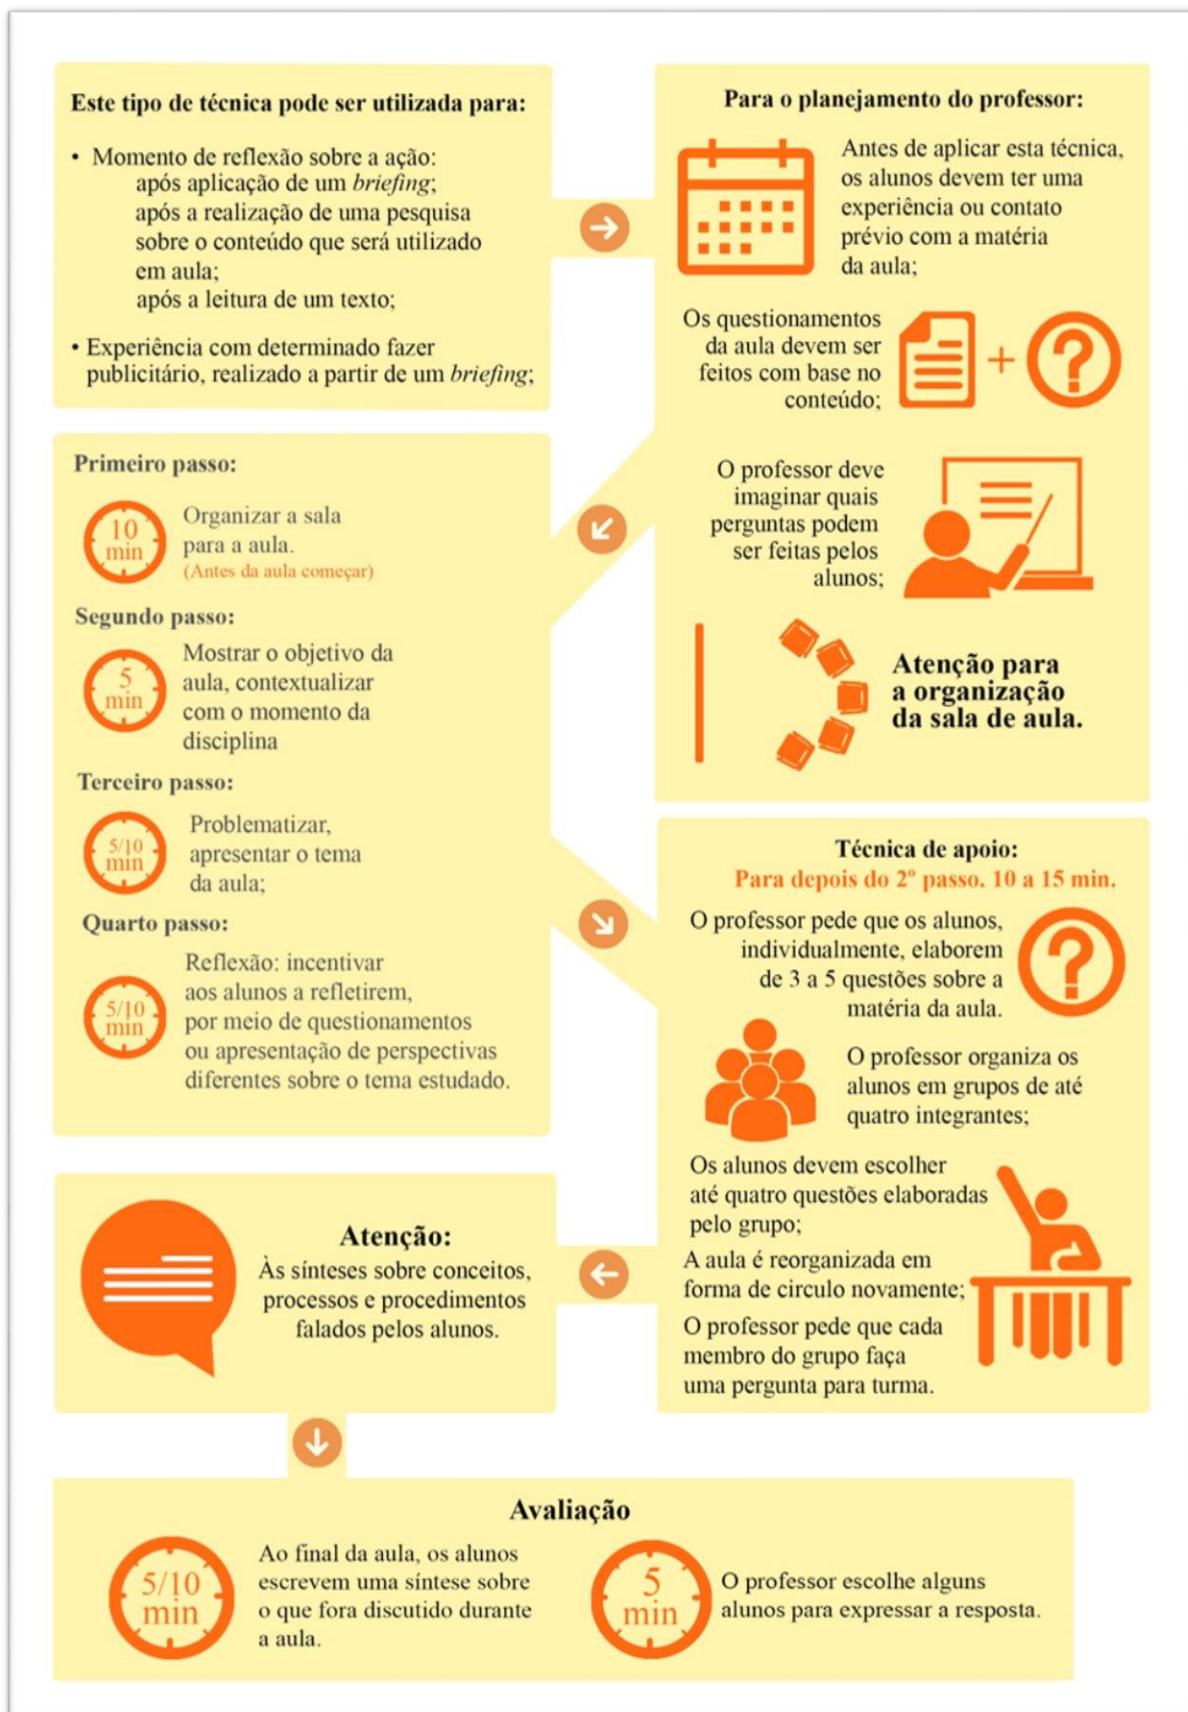 Este tipo de técnica pode ser utilizada para:
• Momento de reflexão sobre a ação:
após aplicação de um briefing;
após a realização de uma pesquisa
sobre o conteúdo que será utilizado
em aula;
após a leitura de um texto;
• Experiência com determinado fazer
publicitário, realizado a partir de um briefing;
Para o planejamento do professor:
Antes de aplicar esta técnica,
os alunos devem ter uma
experiência ou contato
prévio com a matéria
da aula;
Os questionamentos
da aula devem ser
feitos com base no
conteúdo;
+ ?
O professor deve
imaginar quais
perguntas podem
ser feitas pelos
alunos;
Atenção para
a organização
da sala de aula.
Primeiro passo:
10
min
Organizar a sala
para a aula.
(Antes da aula começar)
Segundo passo:
5
min
Mostrar o objetivo da
aula, contextualizar
com o momento da
disciplina
Terceiro passo:
5/10
min
Problematizar,
apresentar o tema
da aula;
Quarto passo:
5/10
min
Reflexão: incentivar
aos alunos a refletirem,
por meio de questionamentos
ou apresentação de perspectivas
diferentes sobre o tema estudado.
Técnica de apoio:
Para depois do 2º passo. 10 a 15 min.
O professor pede que os alunos,
individualmente, elaborem
de 3 a 5 questões sobre a
matéria da aula.
?
O professor organiza os
alunos em grupos de até
quatro integrantes;
Os alunos devem escolher
até quatro questões elaboradas
pelo grupo;
A aula é reorganizada em
forma de circulo novamente;
O professor pede que cada
membro do grupo faça
uma pergunta para turma.
Atenção:
Às sínteses sobre conceitos,
processos e procedimentos
falados pelos alunos.
Avaliação
5/10
min
Ao final da aula, os alunos
escrevem uma síntese sobre
o que fora discutido durante
a aula.
5
min
O professor escolhe alguns
alunos para expressar a resposta.